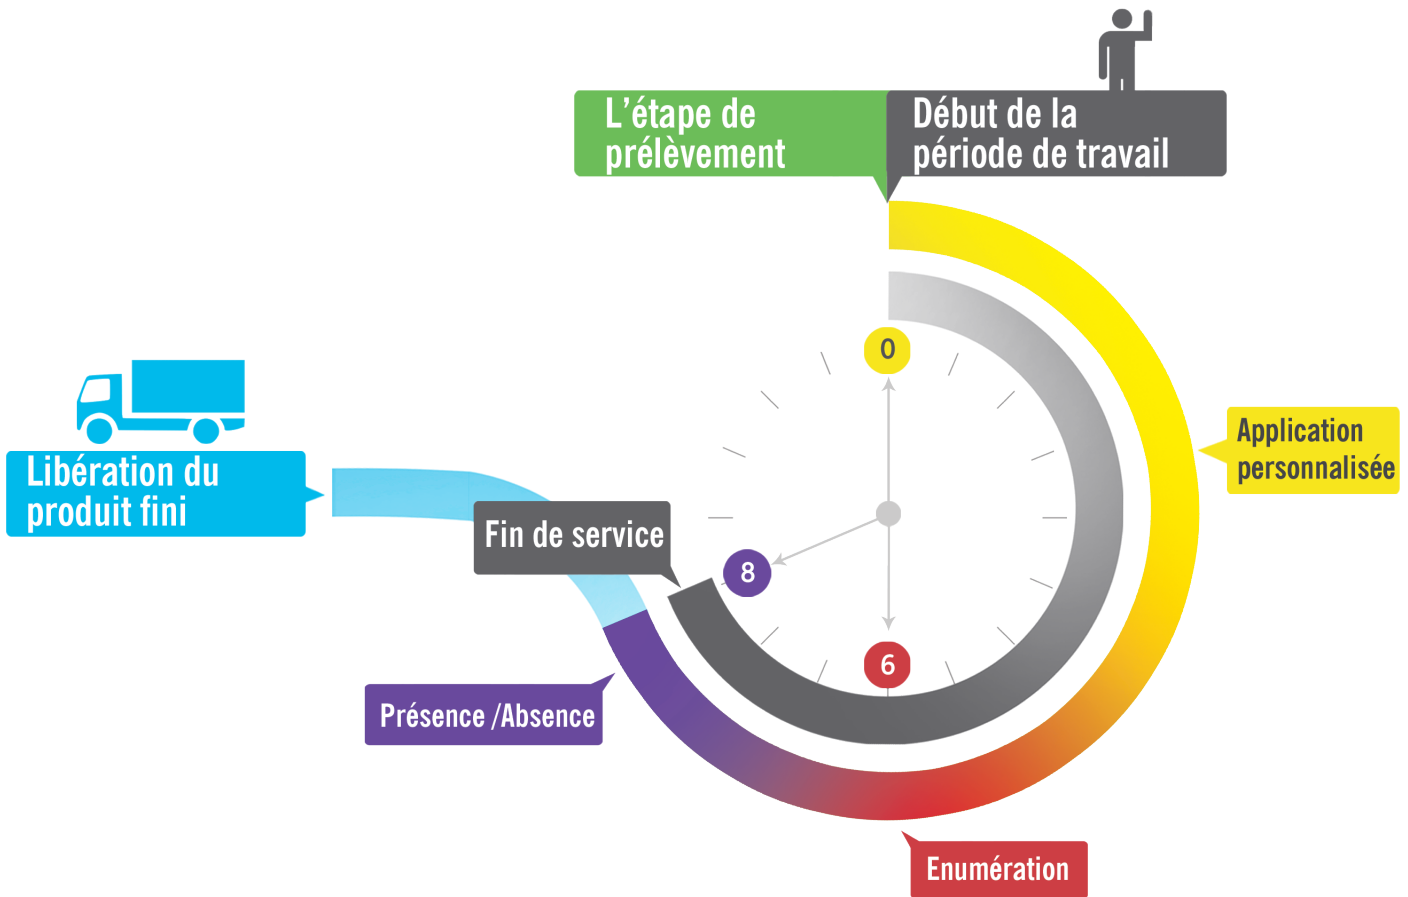 L'étape de
prélèvement
Début de la
période de travail
0
Application
personnalisée
Libération du
produit fini
Fin de service
8
6
Présence /Absence
Enumération